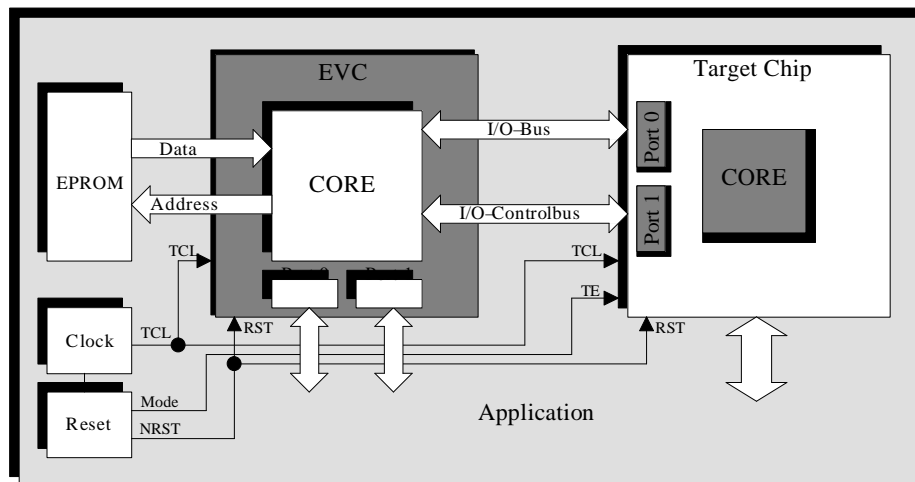 EVC
Target Chip
EPROM
Data
Address
CORE
I/O–Bus
I/O–Controlbus
Port 0
Port 1
CORE
TCL
TCL
TE
RST
RST
Clock
TCL
Reset
Mode
NRST
Application